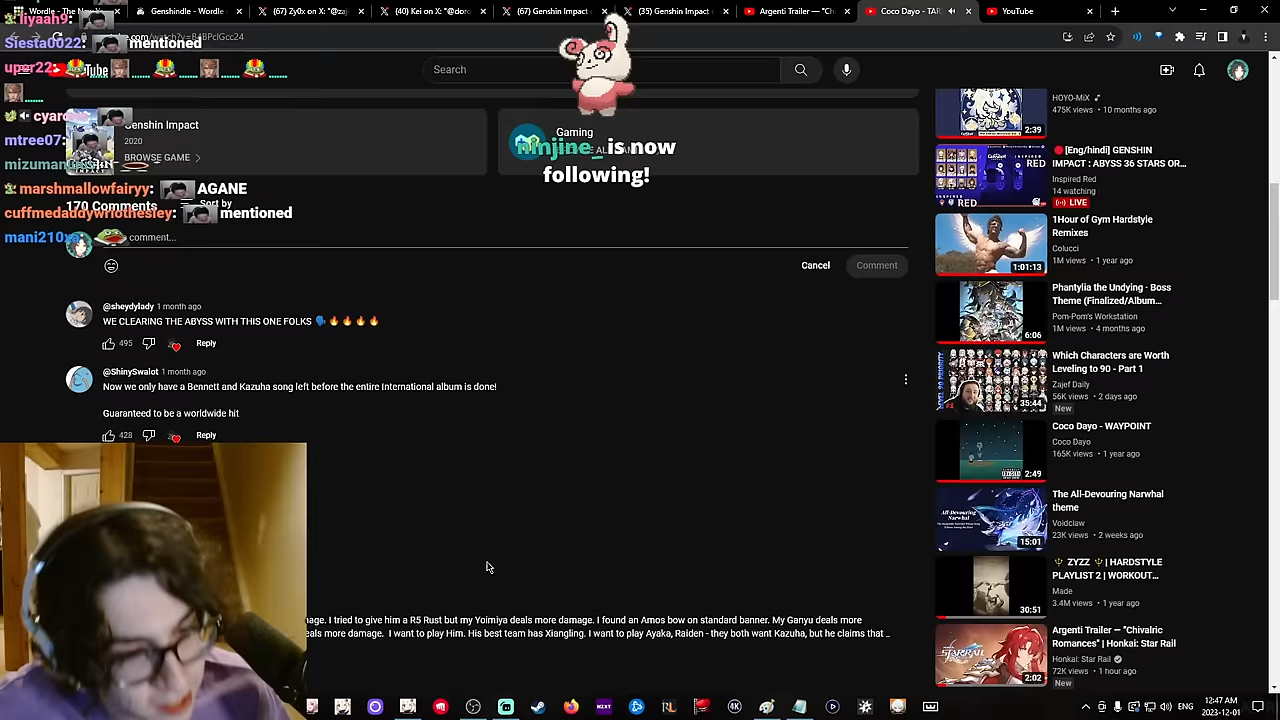 Wordle - The New
Genshindle - Wordle
Zy0x on X: "@zaj
(40) Kei on X: "@do
(67) Genshin Impact
(35) Genshin Impact
Argenti Trailer — "Ch
Coco Dayo - TAR
YouTube
liyaah9:
Siesta0022: mentioned
uper22:
Search
mtree07:
HOYO-MiX
475K views • 10 months ago
2:39
Genshin Impact
2020
BROWSE GAME
Gaming
ninjine_ is now
following!
[Eng/hindi] GENSHIN
IMPACT : ABYSS 36 STARS OR...
Inspired Red
14 watching
LIVE
marshmallowfairyy: AGANE
Sort by
170 Comments
cuffmedaddywriothesley: mentioned
comment...
Cancel
Comment
1Hour of Gym Hardstyle
Remixes
Colucci
1M views • 1 year ago
1:01:13
@sheydylady 1 month ago
WE CLEARING THE ABYSS WITH THIS ONE FOLKS 🗣️🔥🔥🔥🔥
495 Reply
Phantylia the Undying - Boss
Theme (Finalized/Album...
Pom-Pom's Workstation
1M views • 4 months ago
6:06
@ShinySwalot 1 month ago
Now we only have a Bennett and Kazuha song left before the entire International album is done!
Guaranteed to be a worldwide hit
428 Reply
Which Characters are Worth
Leveling to 90 - Part 1
Zajef Daily
56K views • 2 days ago
New
35:44
Coco Dayo - WAYPOINT
Coco Dayo
165K views • 1 year ago
2:49
The All-Devouring Narwhal
theme
Voidclaw
23K views • 2 weeks ago
15:01
ZYZZ | HARDSTYLE
PLAYLIST 2 | WORKOUT...
Made
3.4M views • 1 year ago
30:51
I tried to give him a R5 Rust but my Yoimiya deals more damage. I found an Amos bow on standard banner. My Ganyu deals more
deals more damage. I want to play Him. His best team has Xiangling. I want to play Ayaka, Raiden - they both want Kazuha, but he claims that ..
Argenti Trailer — "Chivalric
Romances" | Honkai: Star Rail
Honkai: Star Rail
72K views • 1 hour ago
New
2:02
ENG
12:47 AM
2023-12-01